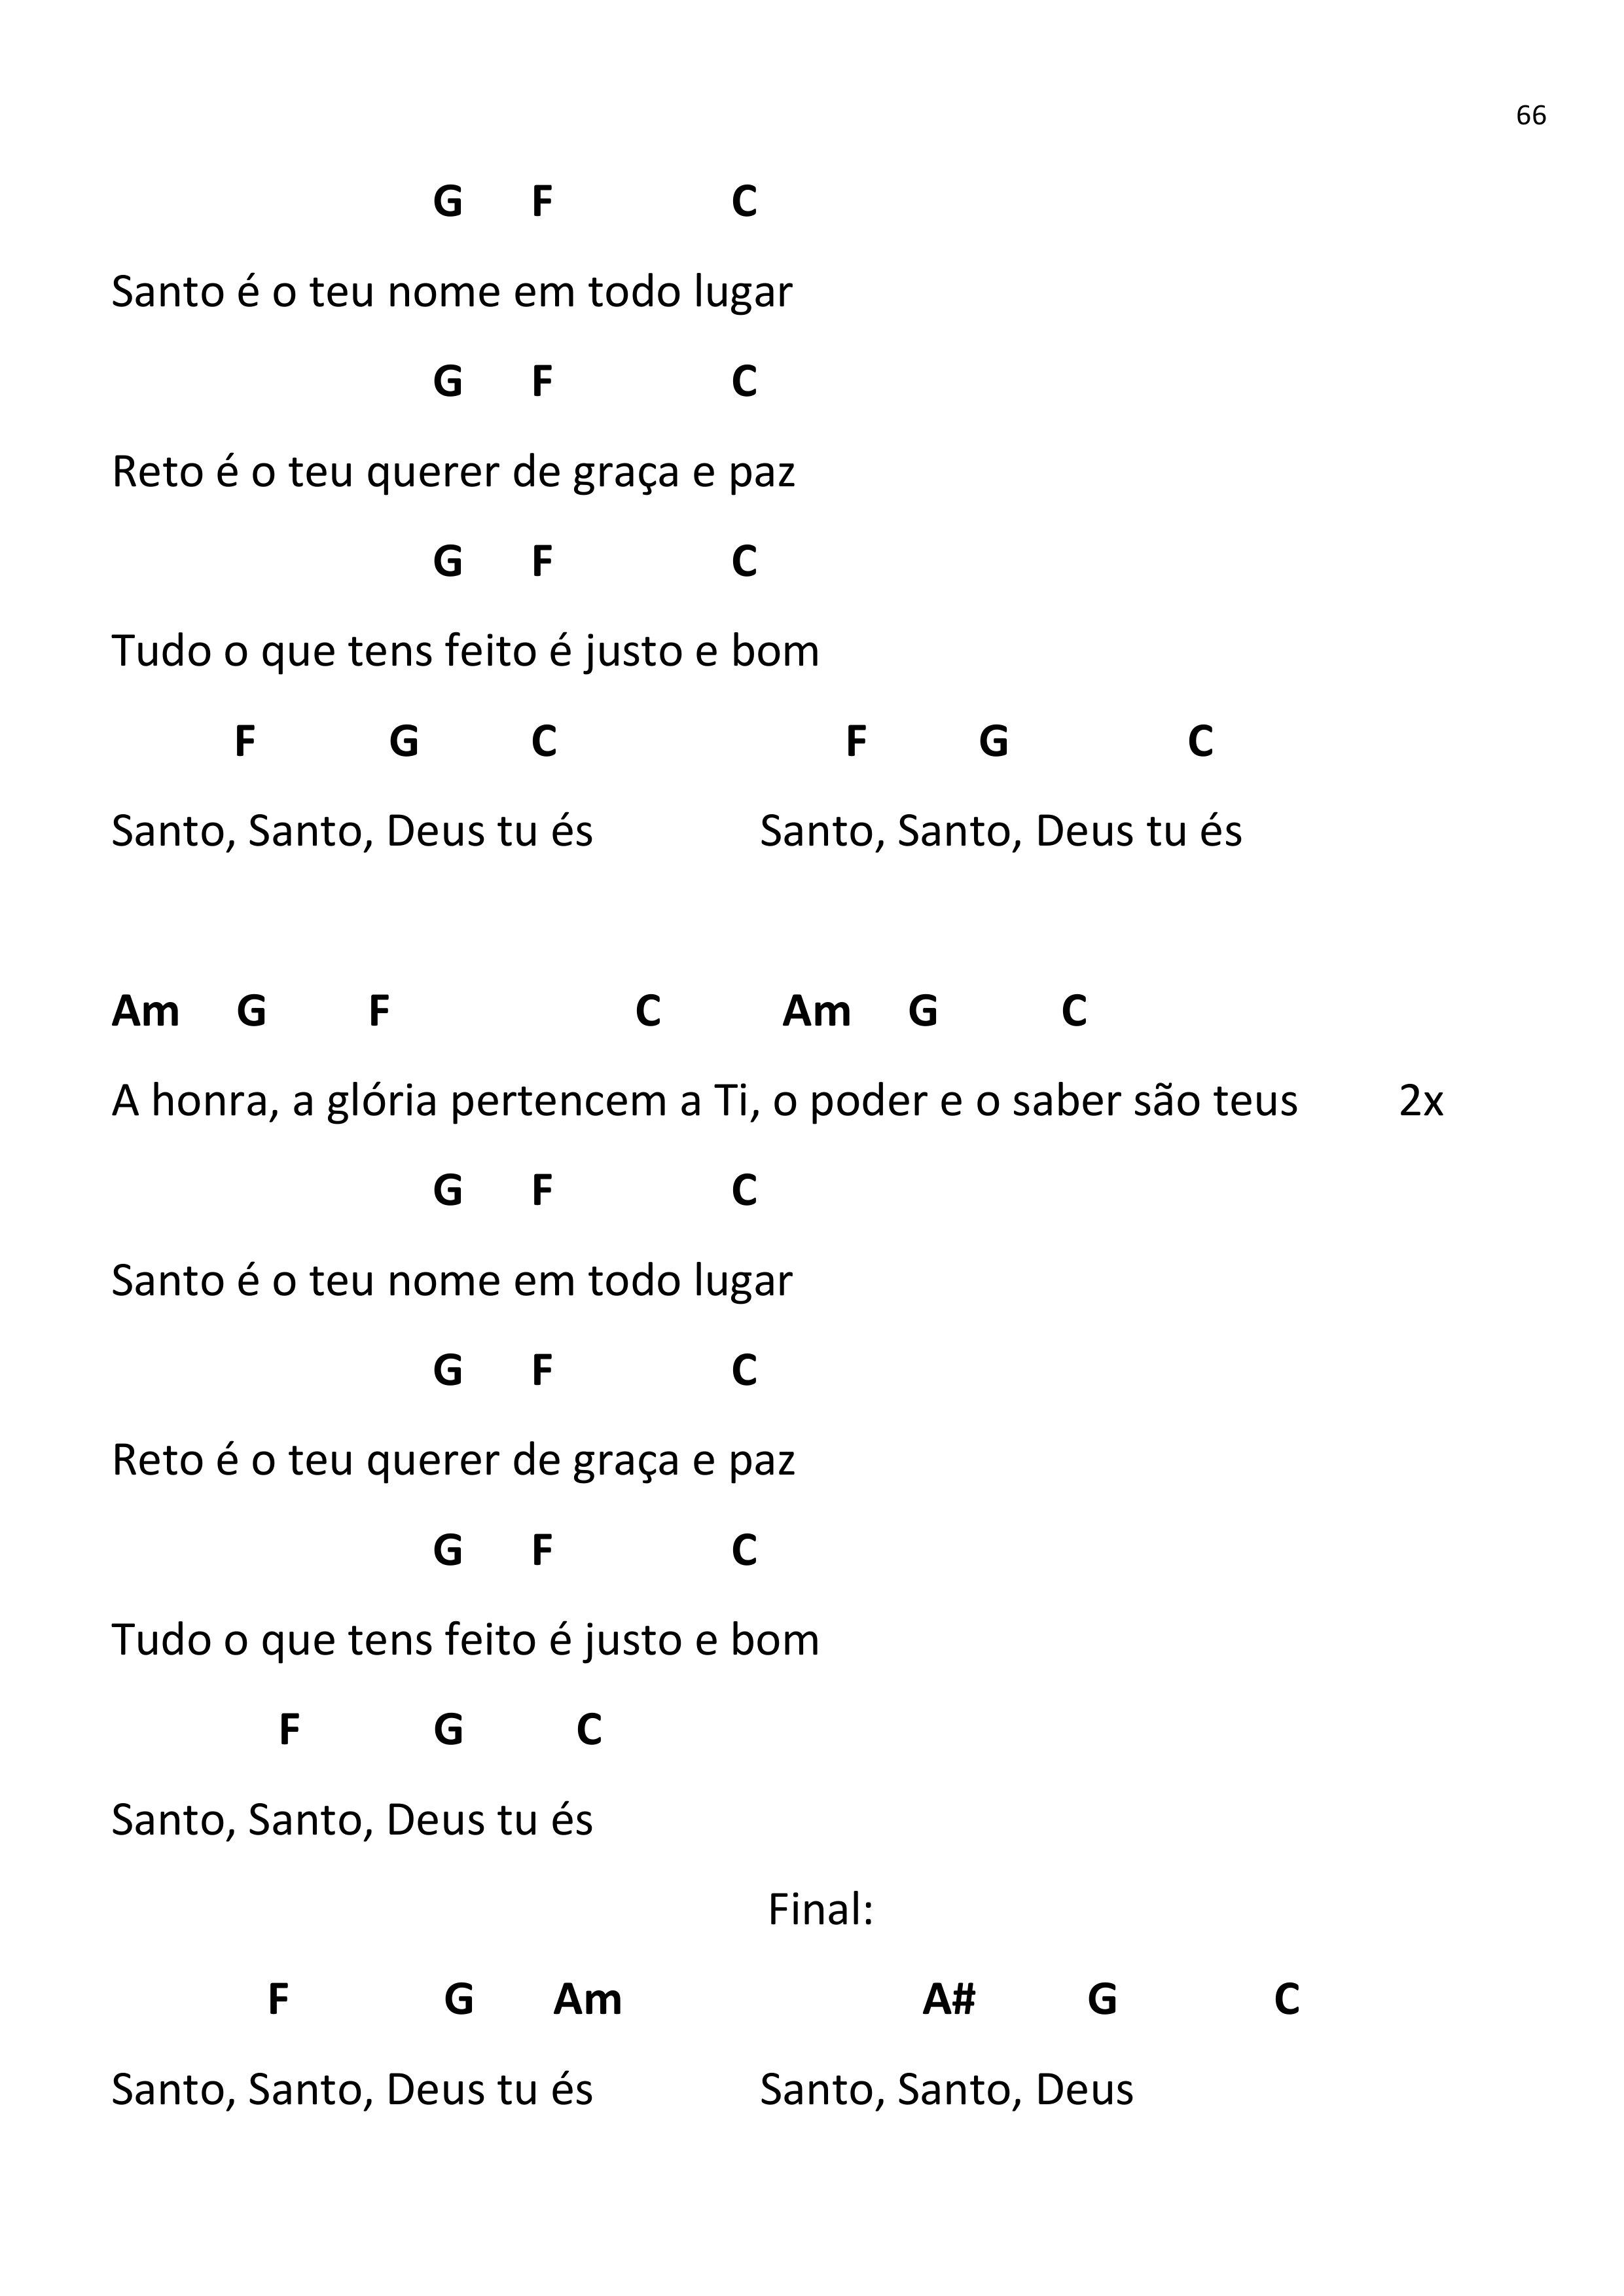 66
G F C
Santo é o teu nome em todo lugar
G F C
Reto é o teu querer de graça e paz
G F C
Tudo o que tens feito é justo e bom
F G C F G C
Santo, Santo, Deus tu és Santo, Santo, Deus tu és
Am G F C Am G C
A honra, a glória pertencem a Ti, o poder e o saber são teus 2x
G F C
Santo é o teu nome em todo lugar
G F C
Reto é o teu querer de graça e paz
G F C
Tudo o que tens feito é justo e bom
F G C
Santo, Santo, Deus tu és
Final:
F G Am A# G C
Santo, Santo, Deus tu és Santo, Santo, Deus